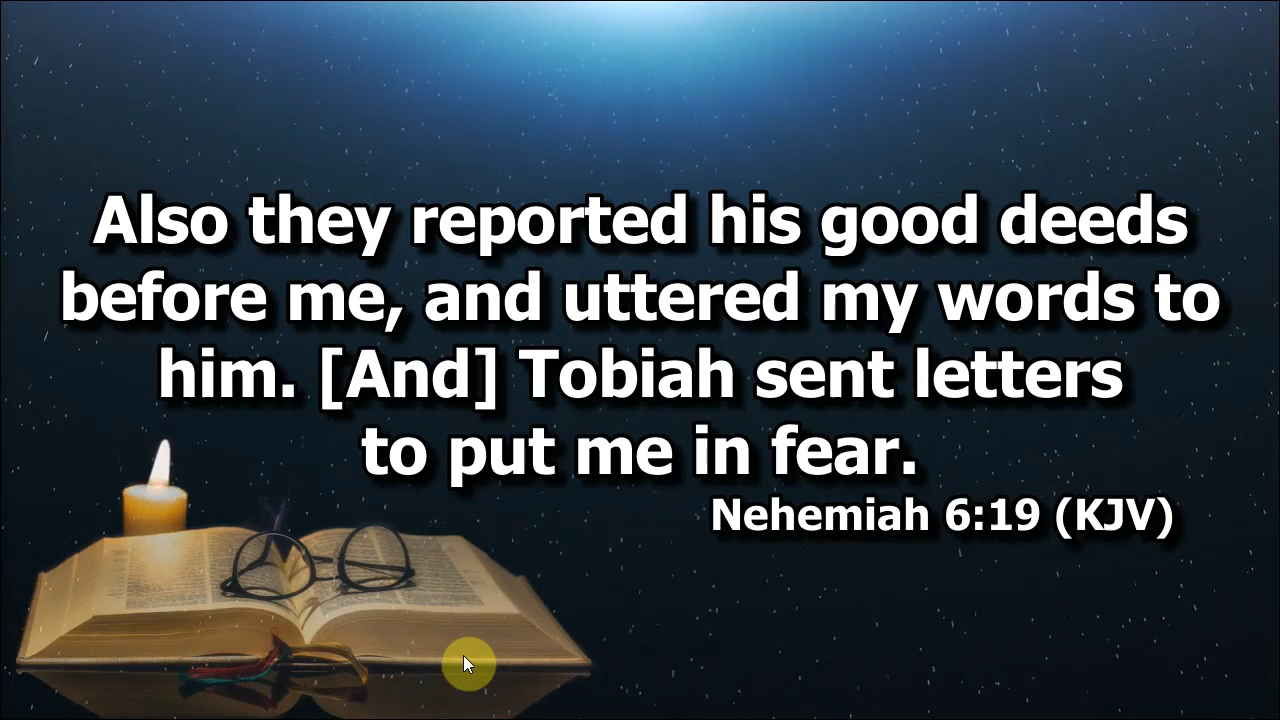 Also they reported his good deeds
before me, and uttered my words to
him. [And] Tobiah sent letters
to put me in fear.
Nehemiah 6:19 (KJV)